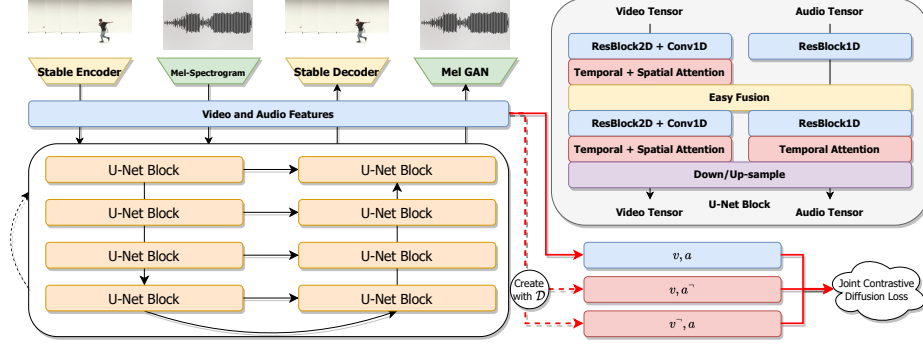 Stable Encoder
Mel-Spectrogram
Stable Decoder
Mel GAN
Video and Audio Features
U-Net Block
U-Net Block
U-Net Block
U-Net Block
U-Net Block
U-Net Block
U-Net Block
U-Net Block
Video Tensor
Audio Tensor
ResBlock2D + Conv1D
ResBlock1D
Temporal + Spatial Attention
Easy Fusion
ResBlock2D + Conv1D
ResBlock1D
Temporal + Spatial Attention
Temporal Attention
Down/Up-sample
Video Tensor
U-Net Block
Audio Tensor
Create
with 𝒟
v, a
v, a¬
v¬, a
Joint Contrastive
Diffusion Loss